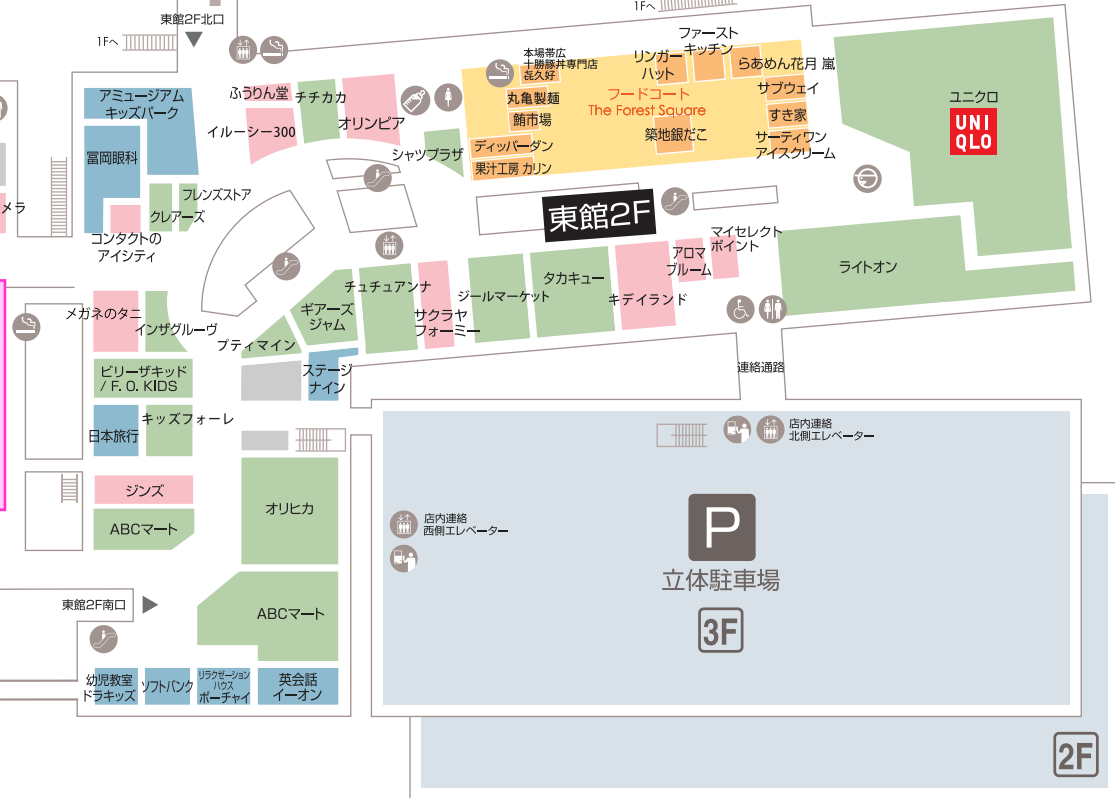 1Fへ
東館2F北口
1Fへ
ファースト
キッチン
本場帯広
十勝豚丼専門店
㐂久好
リンガー
ハット
らあめん花月 嵐
アミュージアム
キッズパーク
ふうりん堂
チチカカ
丸亀製麺
フードコート
The Forest Square
サブウェイ
ユニクロ
UNI
QLO
イルーシー300
オリンピア
鮪市場
築地銀だこ
すき家
サーティワン
アイスクリーム
冨岡眼科
シャツプラザ
ディッパーダン
果汁工房 カリン
フレンズストア
クレアーズ
メラ
東館2F
コンタクトの
アイシティ
マイセレクト
ポイント
アロマ
ブルーム
ライトオン
タカキュー
チュチュアンナ
ジールマーケット
キデイランド
メガネのタニ
インザグルーヴ
ギアーズ
ジャム
サクラヤ
フォーミー
プティマイン
ビリーザキッド
/ F. O. KIDS
ステージ
ナイン
連絡通路
日本旅行
キッズフォーレ
店内連絡
北側エレベーター
ジンズ
オリヒカ
ABCマート
店内連絡
西側エレベーター
P
立体駐車場
3F
東館2F南口
ABCマート
幼児教室
ドラキッズ
ソフトバンク
リラクゼーション
ハウス
ポーチャイ
英会話
イーオン
2F